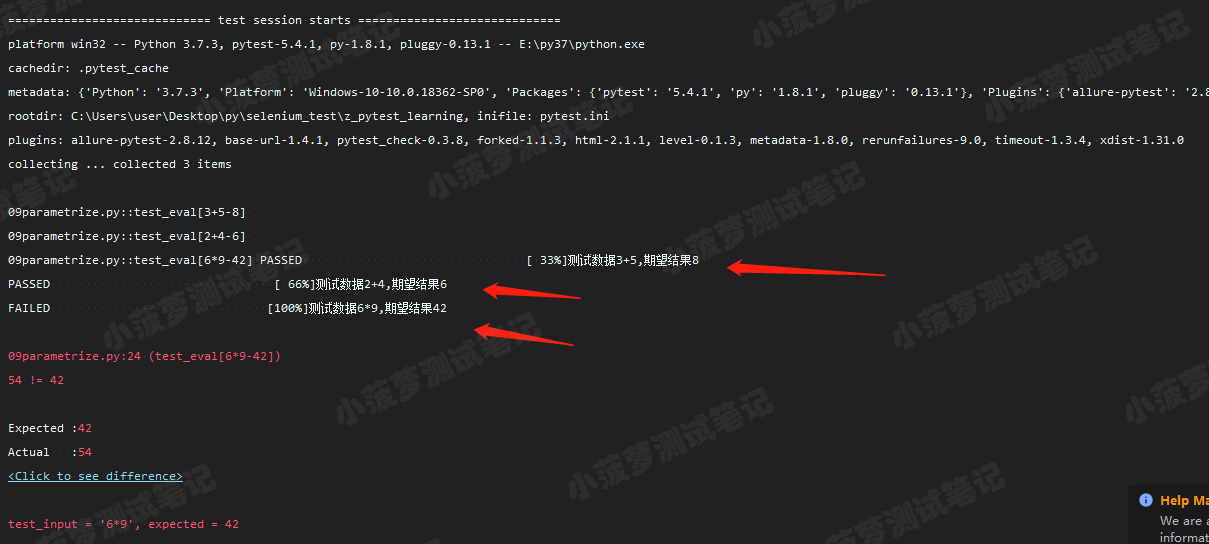 ============================= test session starts =============================
platform win32 -- Python 3.7.3, pytest-5.4.1, py-1.8.1, pluggy-0.13.1 -- E:\py37\python.exe
cachedir: .pytest_cache
metadata: {'Python': '3.7.3', 'Platform': 'Windows-10-10.0.18362-SP0', 'Packages': {'pytest': '5.4.1', 'py': '1.8.1', 'pluggy': '0.13.1'}, 'Plugins': {'allure-pytest': '2.8
rootdir: C:\Users\user\Desktop\py\selenium_test\z_pytest_learning, inifile: pytest.ini
plugins: allure-pytest-2.8.12, base-url-1.4.1, pytest_check-0.3.8, forked-1.1.3, html-2.1.1, level-0.1.3, metadata-1.8.0, rerunfailures-9.0, timeout-1.3.4, xdist-1.31.0
collecting ... collected 3 items
09parametrize.py::test_eval[3+5-8]
09parametrize.py::test_eval[2+4-6]
09parametrize.py::test_eval[6*9-42] PASSED [ 33%]测试数据3+5,期望结果8
PASSED [ 66%]测试数据2+4,期望结果6
FAILED [100%]测试数据6*9,期望结果42
09parametrize.py:24 (test_eval[6*9-42])
54 != 42
Expected :42
Actual :54
<Click to see difference>
test_input = '6*9', expected = 42
Help Ma
We are a
informat
小菠萝测试笔记